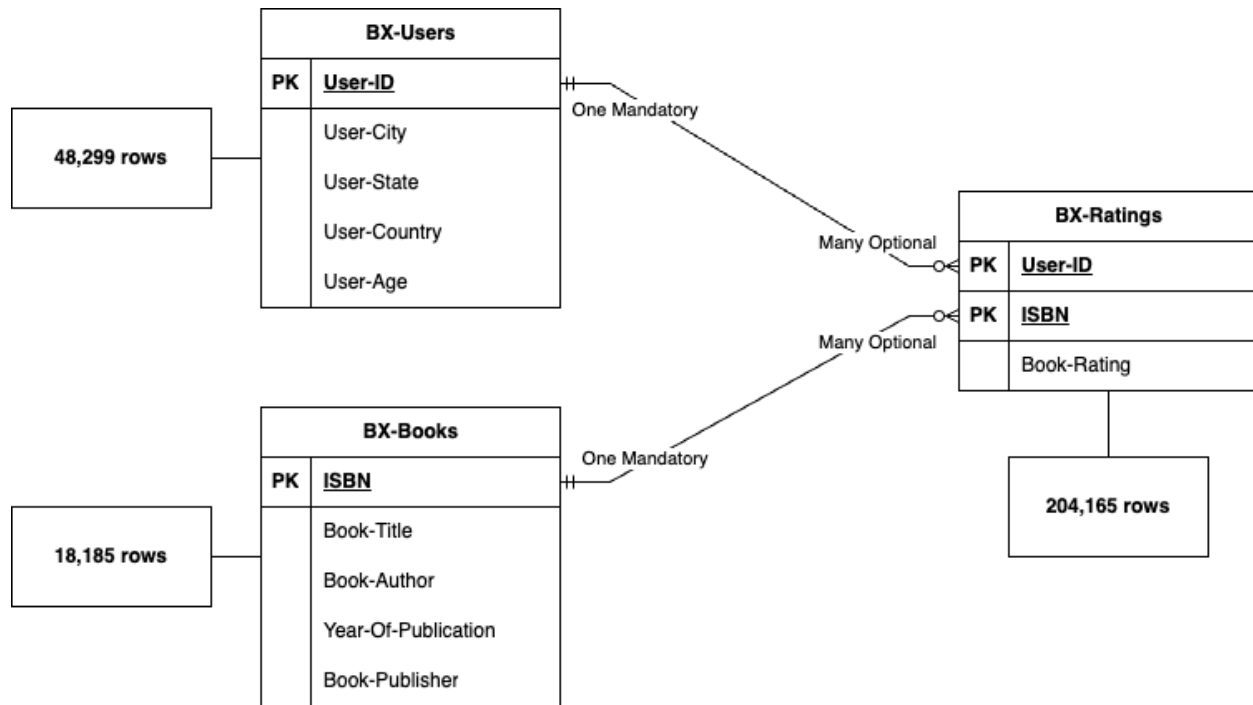 BX-Users
PK User-ID
User-City
User-State
User-Country
User-Age
48,299 rows
One Mandatory
Many Optional
BX-Ratings
PK User-ID
PK ISBN
Book-Rating
204,165 rows
Many Optional
One Mandatory
BX-Books
PK ISBN
Book-Title
Book-Author
Year-Of-Publication
Book-Publisher
18,185 rows